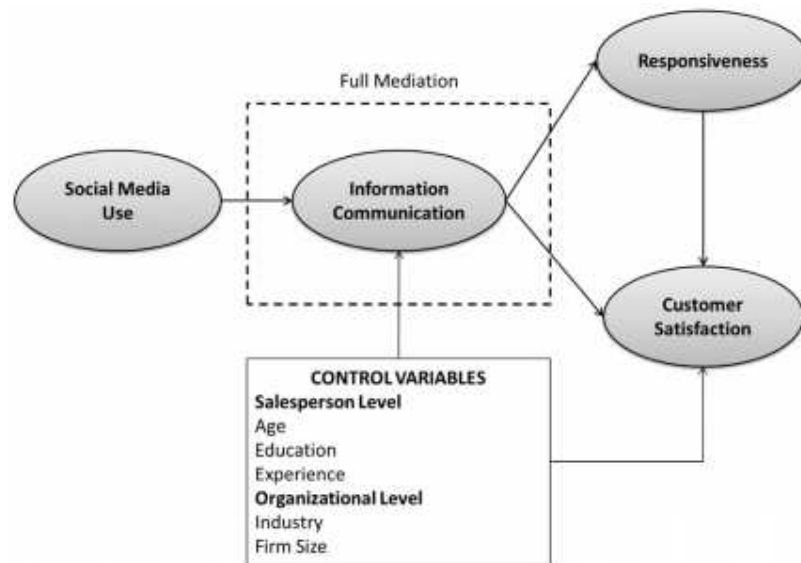 Responsiveness
Full Mediation
Social Media
Use
Information
Communication
Customer
Satisfaction
CONTROL VARIABLES
Salesperson Level
Age
Education
Experience
Organizational Level
Industry
Firm Size